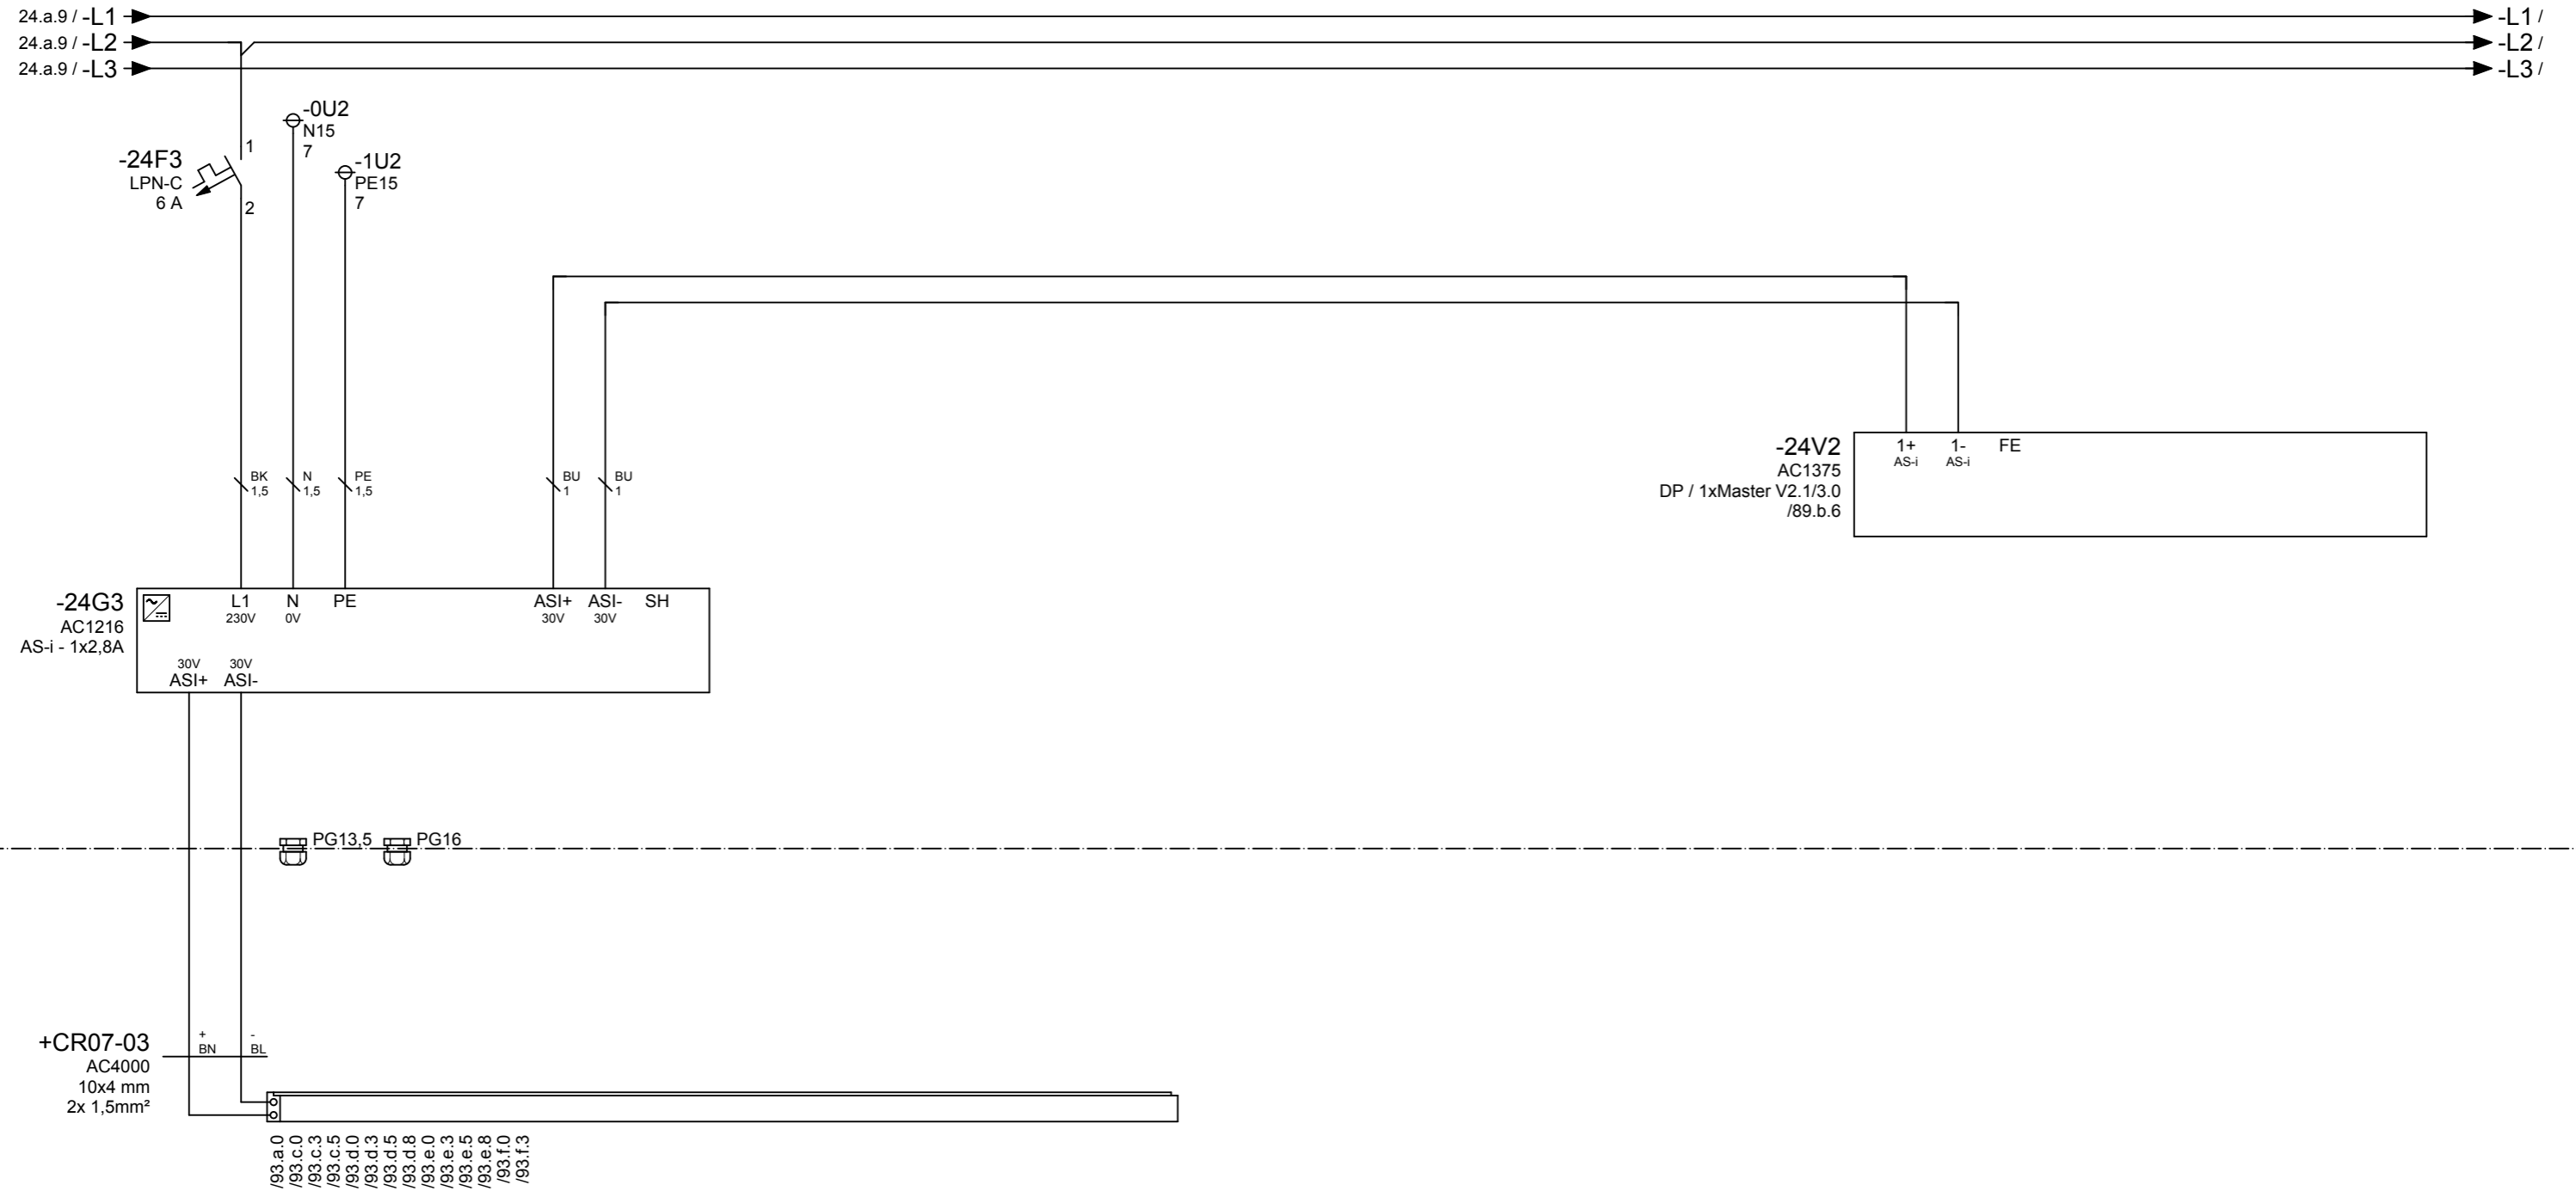 24.a.9 / -L1
-L1 /
24.a.9 / -L2
-L2 /
24.a.9 / -L3
-L3 /
-0U2
N15
7
-24F3
LPN-C
6 A
1
2
-1U2
PE15
7
BK
1,5
N
1,5
PE
1,5
BU
1
BU
1
-24V2
AC1375
DP / 1xMaster V2.1/3.0
/89.b.6
1+
AS-i
1-
AS-i
FE
-24G3
AC1216
AS-i - 1x2,8A
L1
230V
N
0V
PE
ASI+
30V
ASI-
30V
SH
30V
ASI+
30V
ASI-
PG13,5
PG16
+CR07-03
AC4000
10x4 mm
2x 1,5mm²
+
BN
-
BL
/93.a.0
/93.c.0
/93.c.3
/93.c.5
/93.d.0
/93.d.3
/93.d.5
/93.d.8
/93.e.0
/93.e.3
/93.e.5
/93.e.8
/93.f.0
/93.f.3